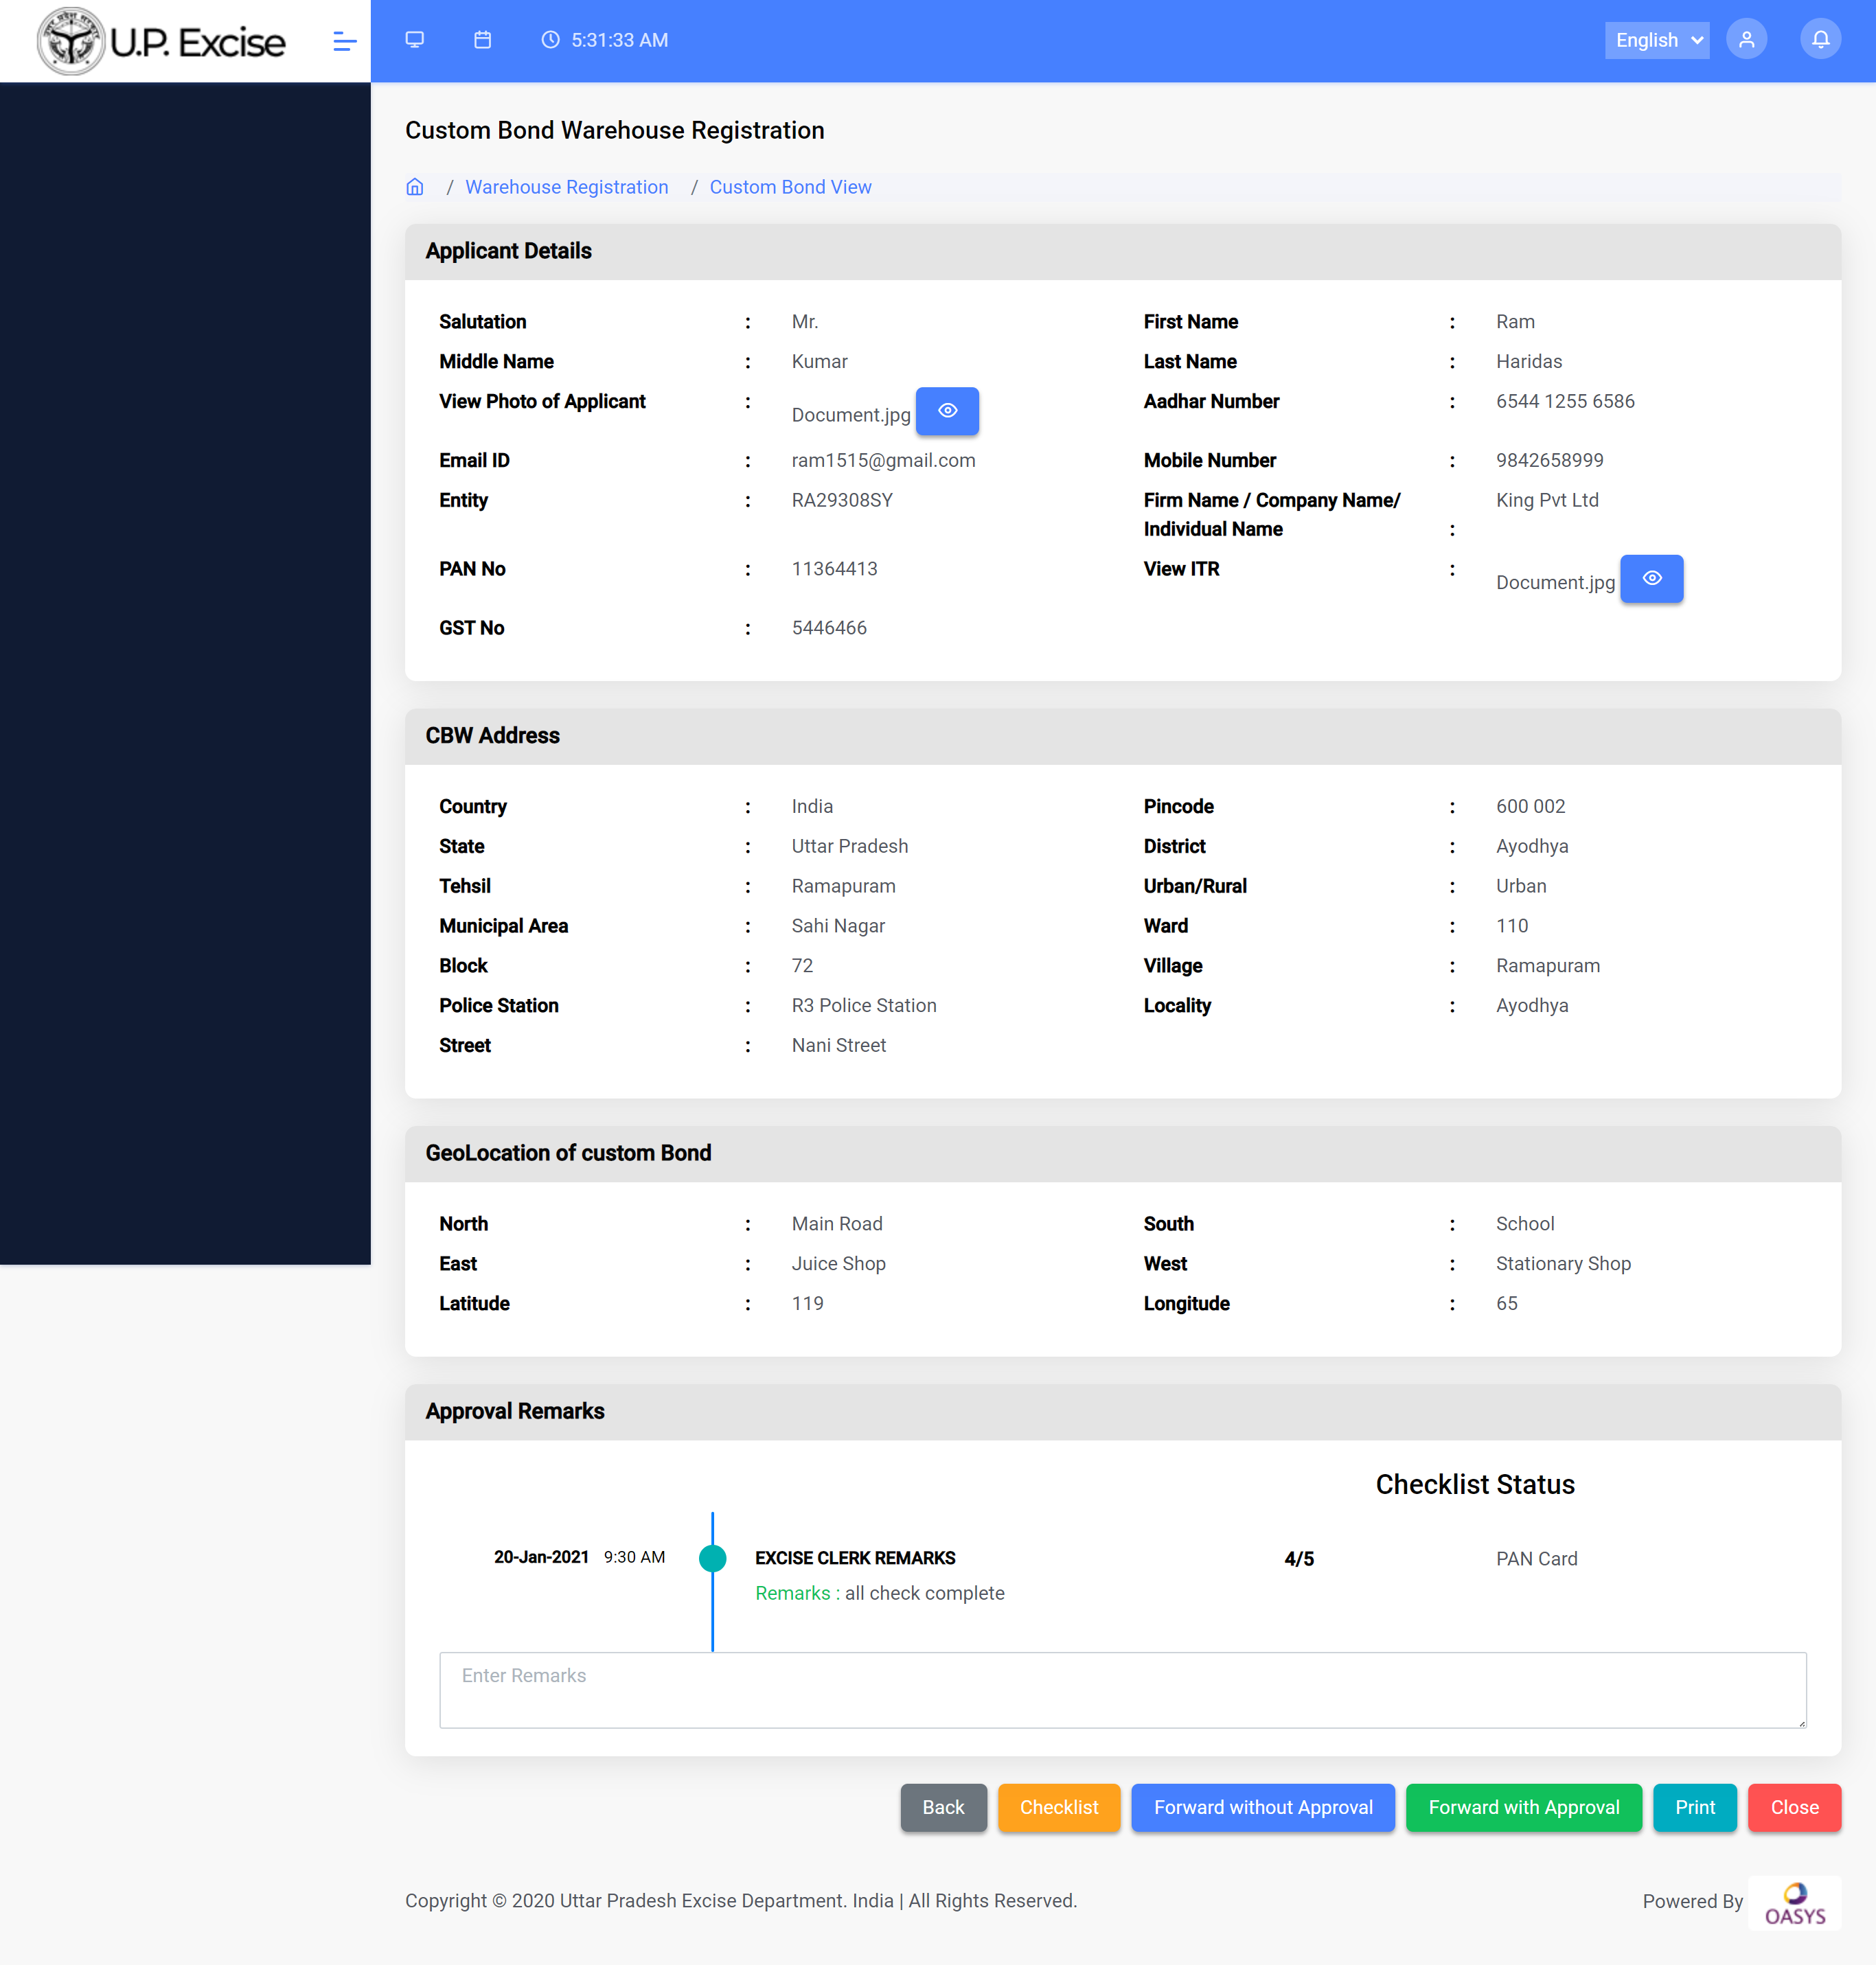 U.P. Excise
5:31:33 AM
English
Custom Bond Warehouse Registration
/ Warehouse Registration / Custom Bond View
Applicant Details
Salutation : Mr.
First Name : Ram
Middle Name : Kumar
Last Name : Haridas
View Photo of Applicant : Document.jpg
Aadhar Number : 6544 1255 6586
Email ID : ram1515@gmail.com
Mobile Number : 9842658999
Entity : RA29308SY
Firm Name / Company Name/
Individual Name : King Pvt Ltd
PAN No : 11364413
View ITR : Document.jpg
GST No : 5446466
CBW Address
Country : India
Pincode : 600 002
State : Uttar Pradesh
District : Ayodhya
Tehsil : Ramapuram
Urban/Rural : Urban
Municipal Area : Sahi Nagar
Ward : 110
Block : 72
Village : Ramapuram
Police Station : R3 Police Station
Locality : Ayodhya
Street : Nani Street
GeoLocation of custom Bond
North : Main Road
South : School
East : Juice Shop
West : Stationary Shop
Latitude : 119
Longitude : 65
Approval Remarks
Checklist Status
20-Jan-2021 9:30 AM
EXCISE CLERK REMARKS
4/5
PAN Card
Remarks : all check complete
Enter Remarks
Back
Checklist
Forward without Approval
Forward with Approval
Print
Close
Copyright © 2020 Uttar Pradesh Excise Department. India | All Rights Reserved.
Powered By
OASYS